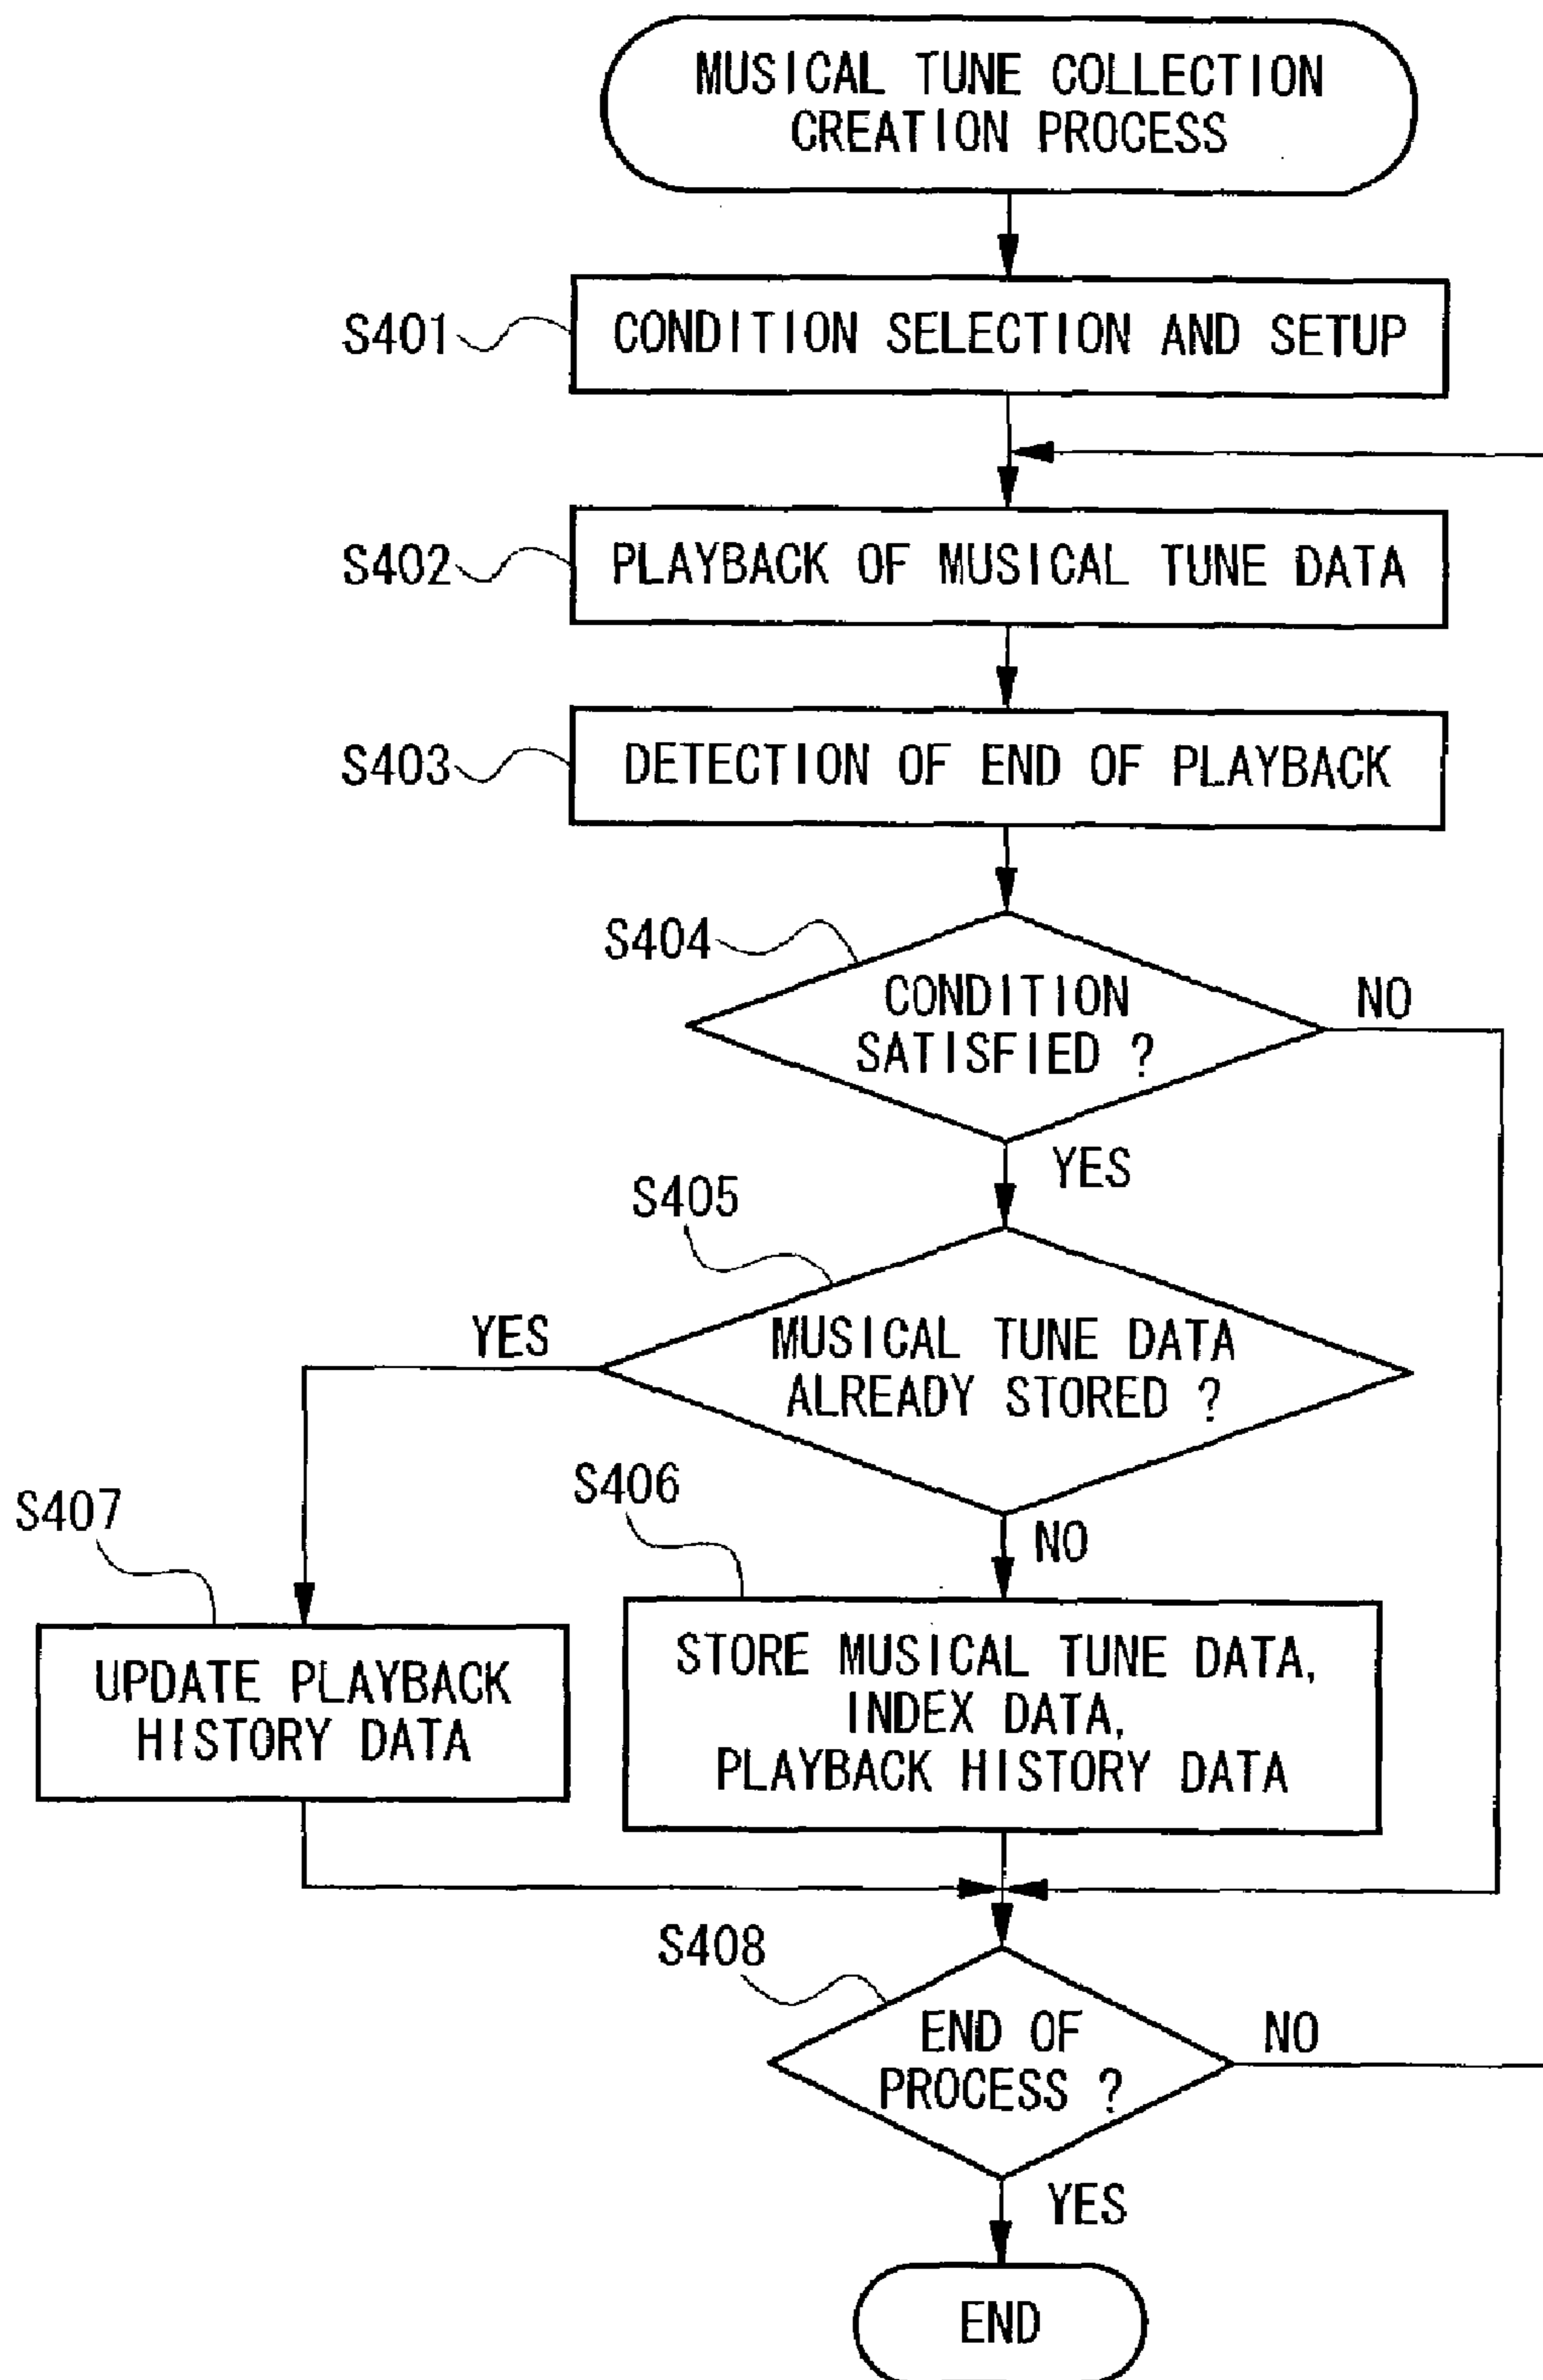 MUSICAL TUNE COLLECTION
CREATION PROCESS
S401
CONDITION SELECTION AND SETUP
S402
PLAYBACK OF MUSICAL TUNE DATA
S403
DETECTION OF END OF PLAYBACK
S404
CONDITION
SATISFIED ?
NO
YES
S405
MUSICAL TUNE DATA
ALREADY STORED ?
YES
NO
S407
UPDATE PLAYBACK
HISTORY DATA
S406
STORE MUSICAL TUNE DATA,
INDEX DATA,
PLAYBACK HISTORY DATA
S408
END OF
PROCESS ?
NO
YES
END